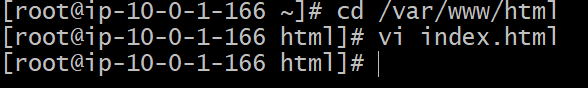 [root@ip-10-0-1-166 ~]# cd /var/www/html
[root@ip-10-0-1-166 html]# vi index.html
[root@ip-10-0-1-166 html]#